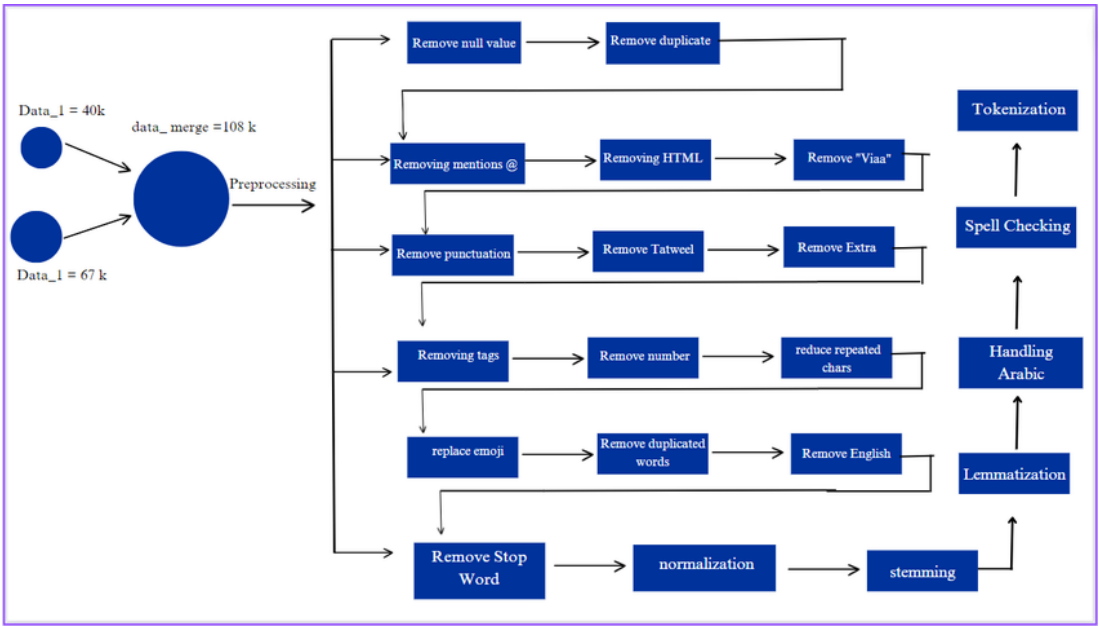 Data_1 = 40k
data_ merge =108 k
Data_1 = 67 k
Preprocessing
Remove null value
Remove duplicate
Removing mentions @
Removing HTML
Remove "Viaa"
Remove punctuation
Remove Tatweel
Remove Extra
Removing tags
Remove number
reduce repeated
chars
replace emoji
Remove duplicated
words
Remove English
Remove Stop
Word
normalization
stemming
Lemmatization
Handling
Arabic
Spell Checking
Tokenization